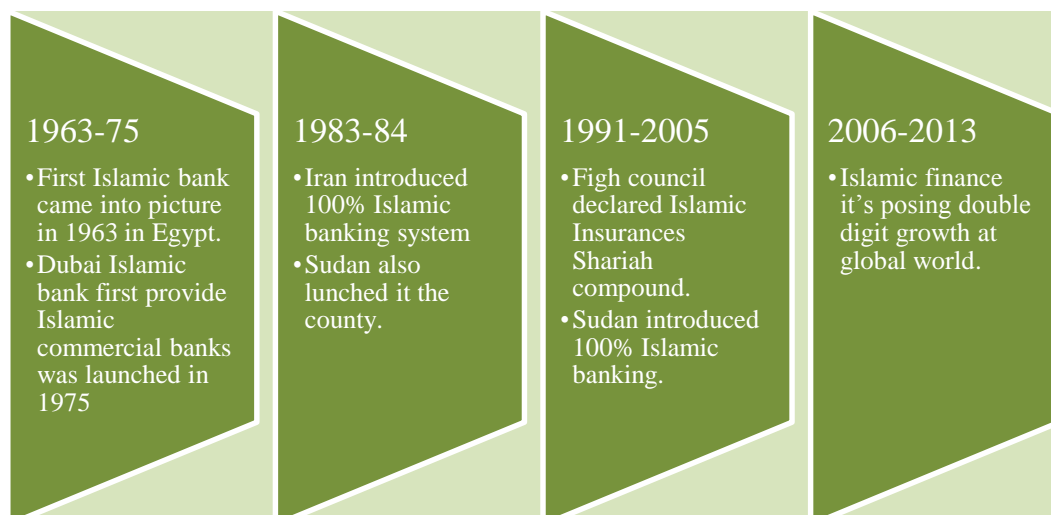 1963-75
•First Islamic bank
came into picture
in 1963 in Egypt.
•Dubai Islamic
bank first provide
Islamic
commercial banks
was launched in
1975
1983-84
•Iran introduced
100% Islamic
banking system
•Sudan also
lunched it the
county.
1991-2005
•Figh council
declared Islamic
Insurances
Shariah
compound.
•Sudan introduced
100% Islamic
banking.
2006-2013
•Islamic finance
it's posing double
digit growth at
global world.